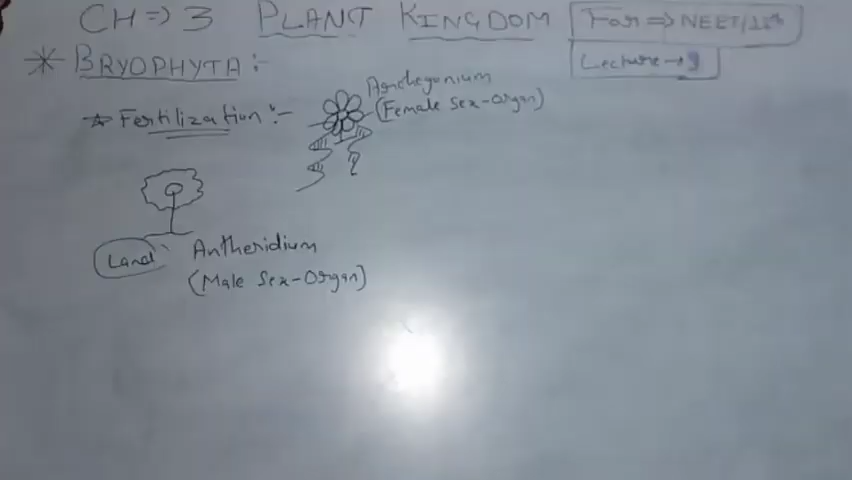 CH ⇒ 3 PLANT KINGDOM
For ⇒ NEET/11th
Lecture → 9
* BRYOPHYTA :-
Archegonium
(Female Sex-Organ)
☆ Fertilization :-
Land
Antheridium
(Male Sex-Organ)